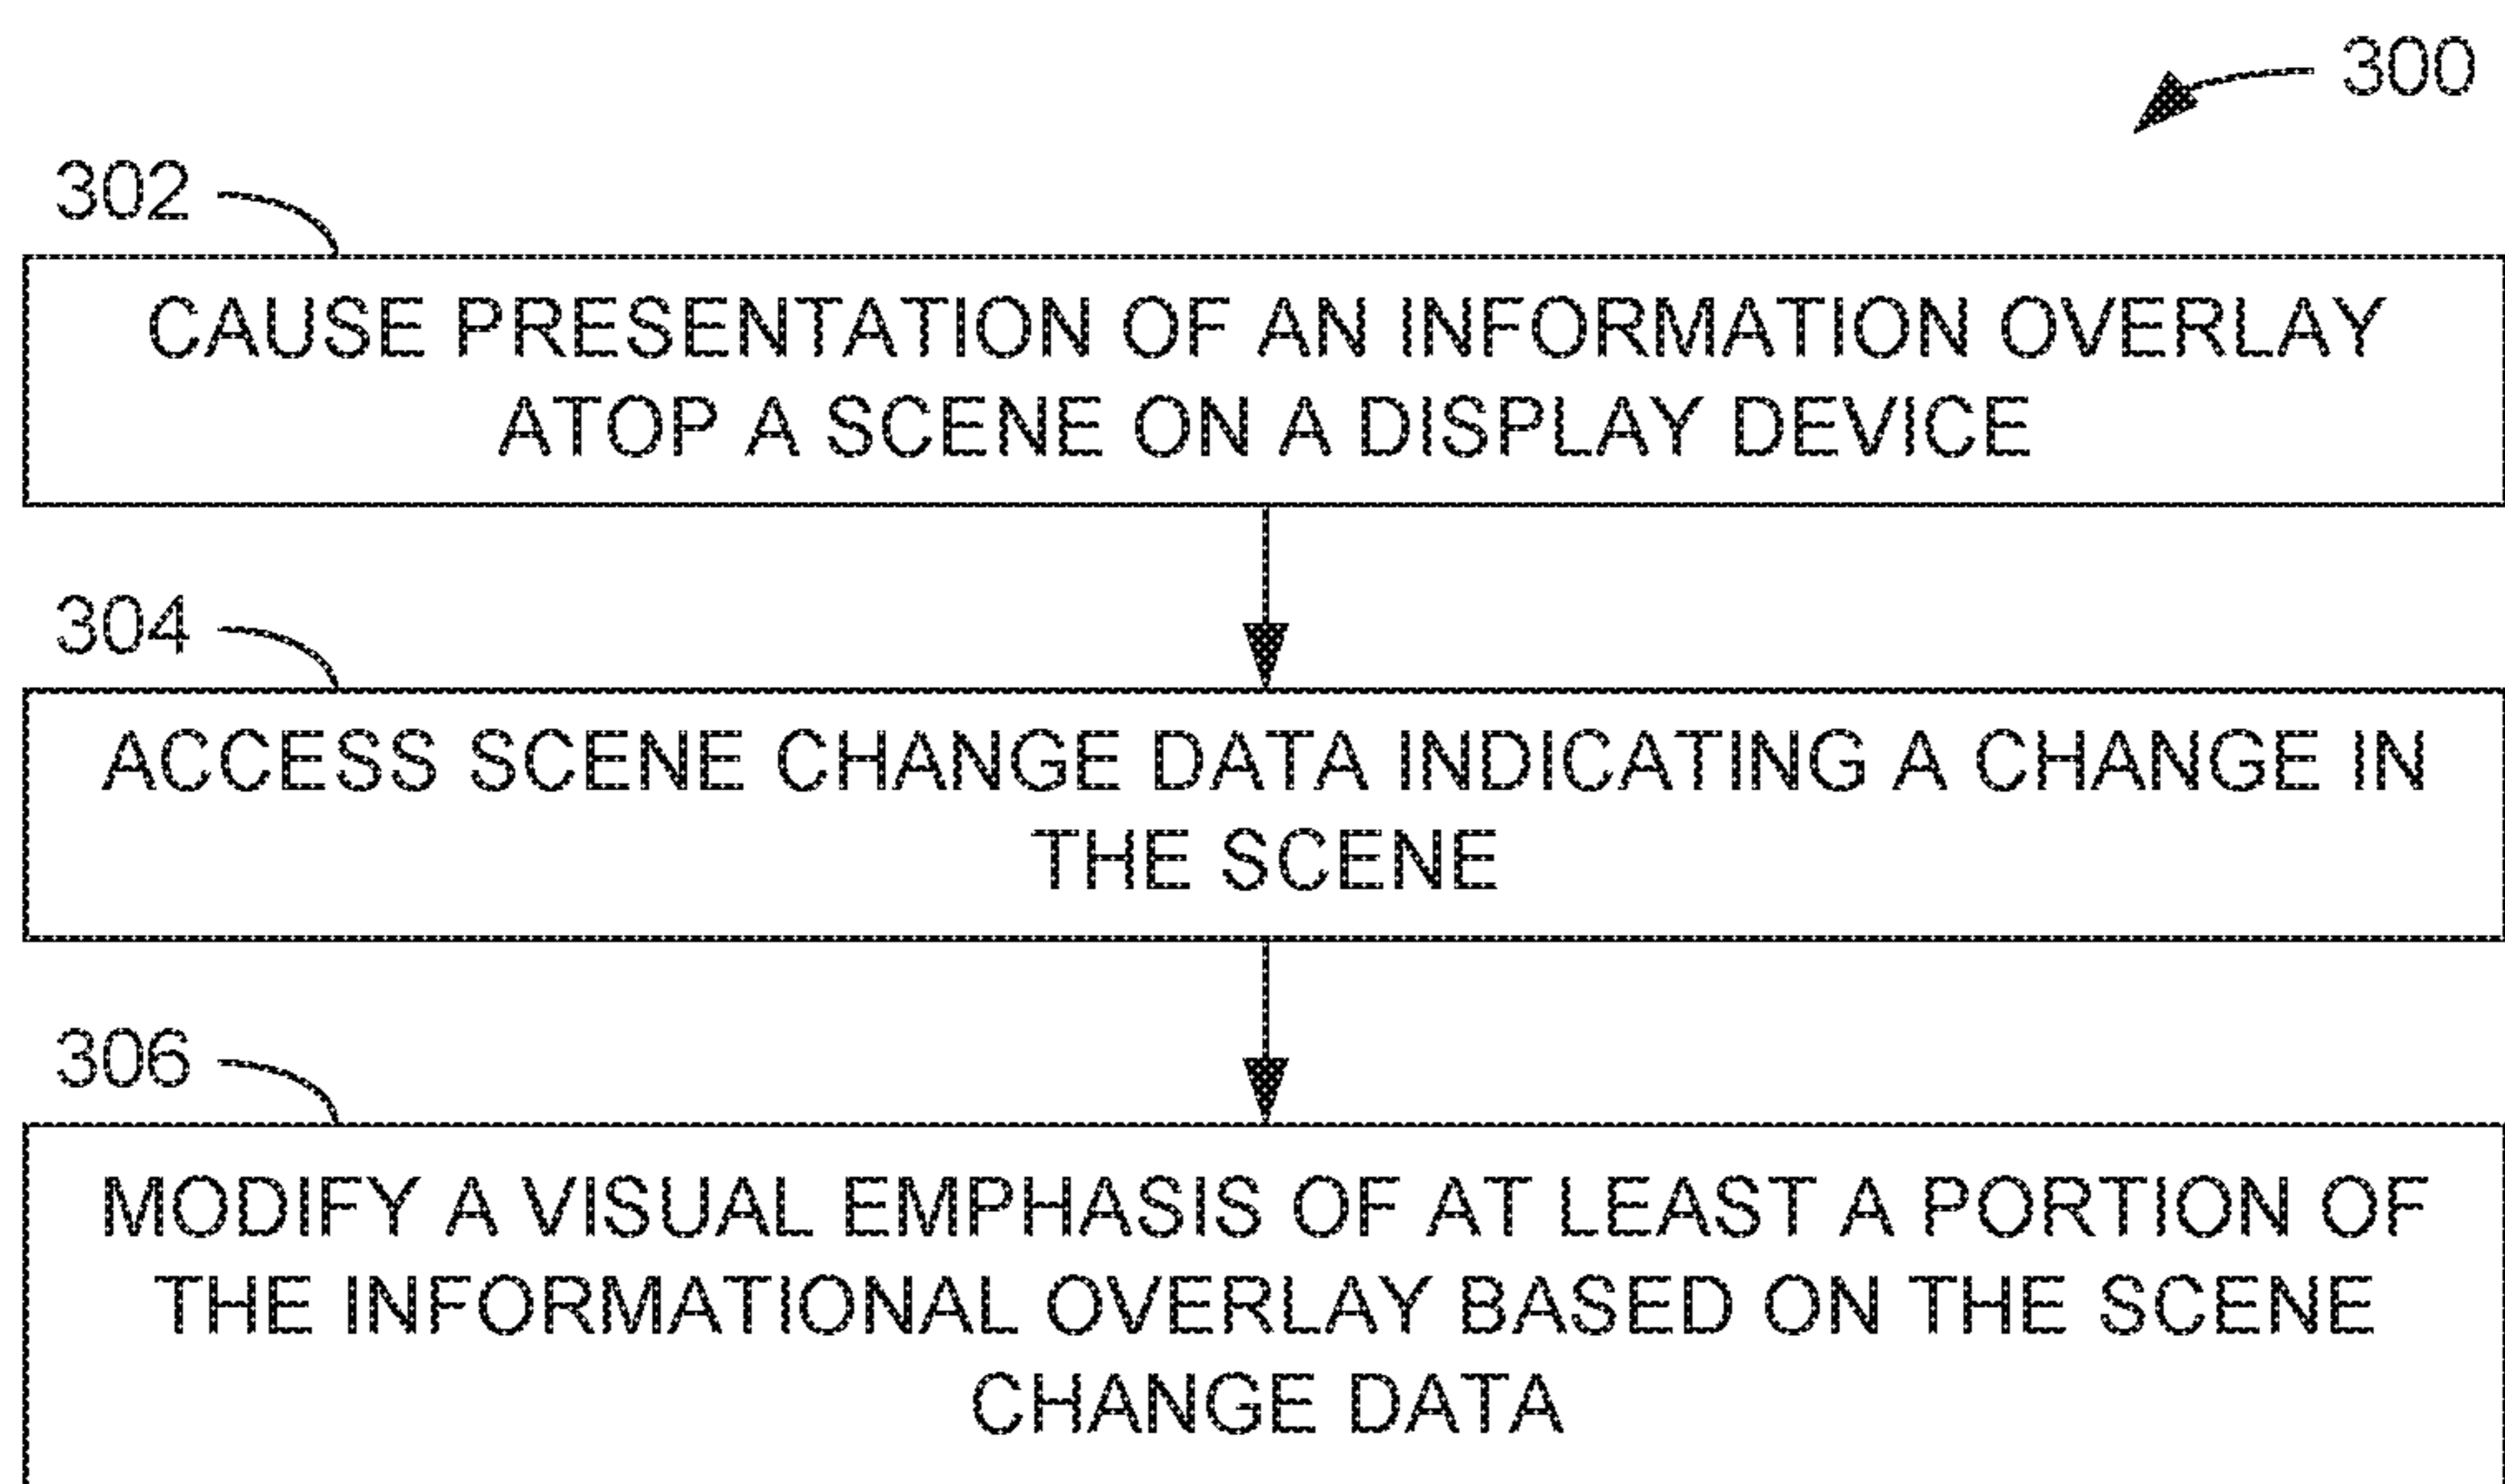 300
302
CAUSE PRESENTATION OF AN INFORMATION OVERLAY
ATOP A SCENE ON A DISPLAY DEVICE
304
ACCESS SCENE CHANGE DATA INDICATING A CHANGE IN
THE SCENE
306
MODIFY A VISUAL EMPHASIS OF AT LEAST A PORTION OF
THE INFORMATIONAL OVERLAY BASED ON THE SCENE
CHANGE DATA